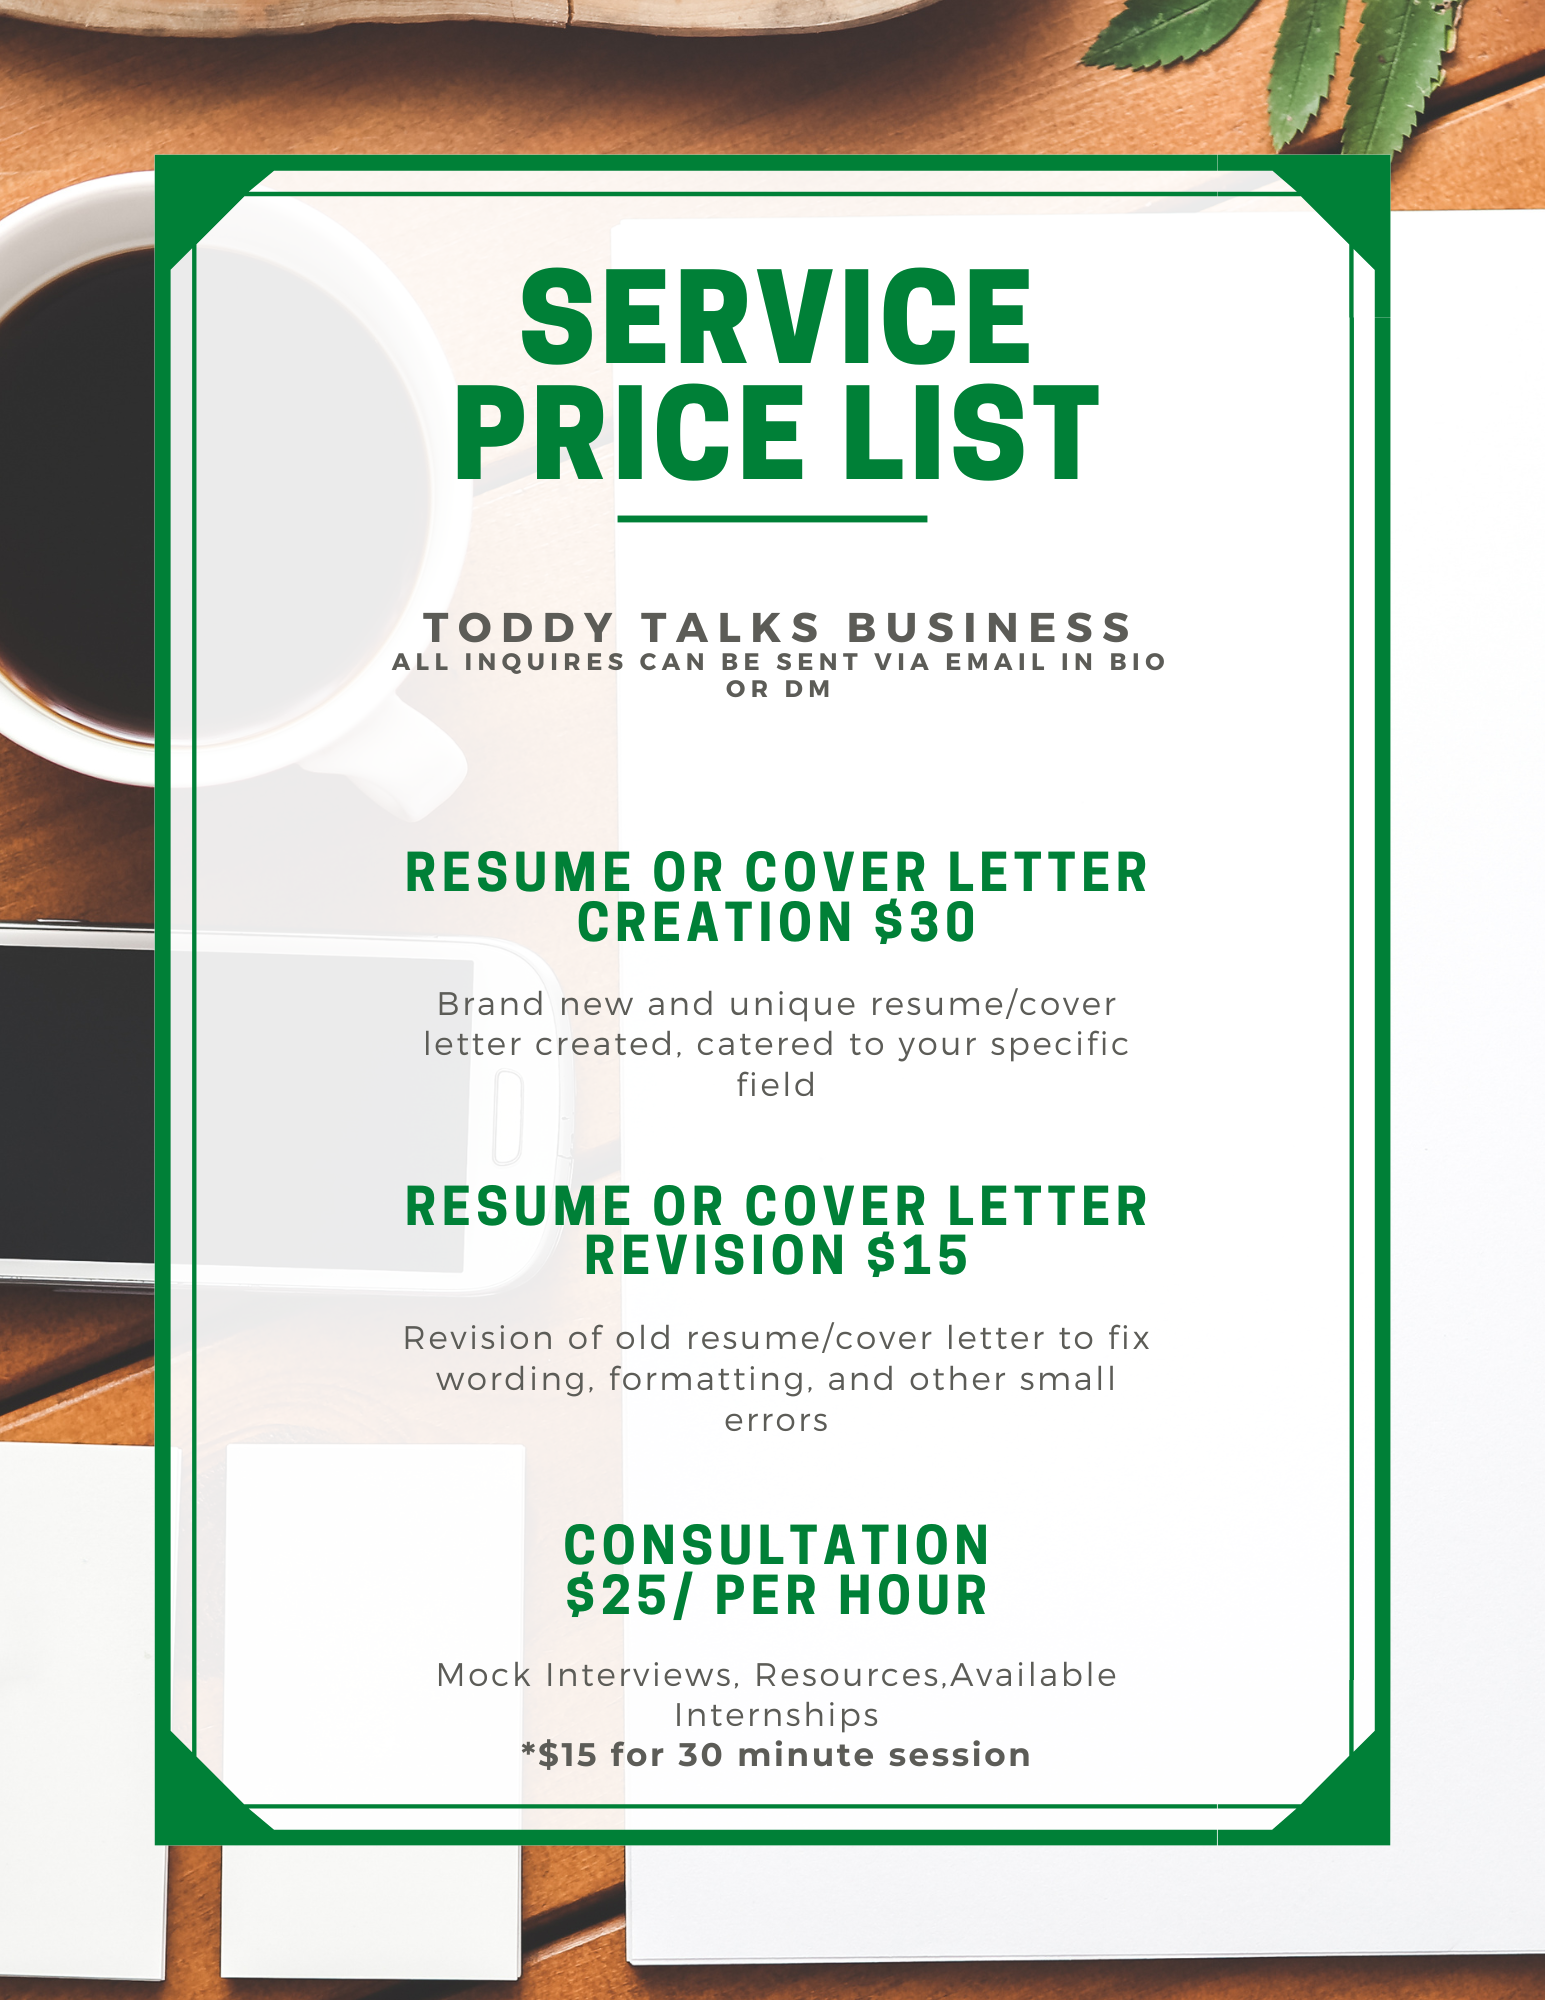 SERVICE
PRICE LIST
TODDY TALKS BUSINESS
ALL INQUIRES CAN BE SENT VIA EMAIL IN BIO
OR DM
RESUME OR COVER LETTER
CREATION $30
Brand new and unique resume/cover
letter created, catered to your specific
field
RESUME OR COVER LETTER
REVISION $15
Revision of old resume/cover letter to fix
wording, formatting, and other small
errors
CONSULTATION
$25/ PER HOUR
Mock Interviews, Resources,Available
Internships
*$15 for 30 minute session